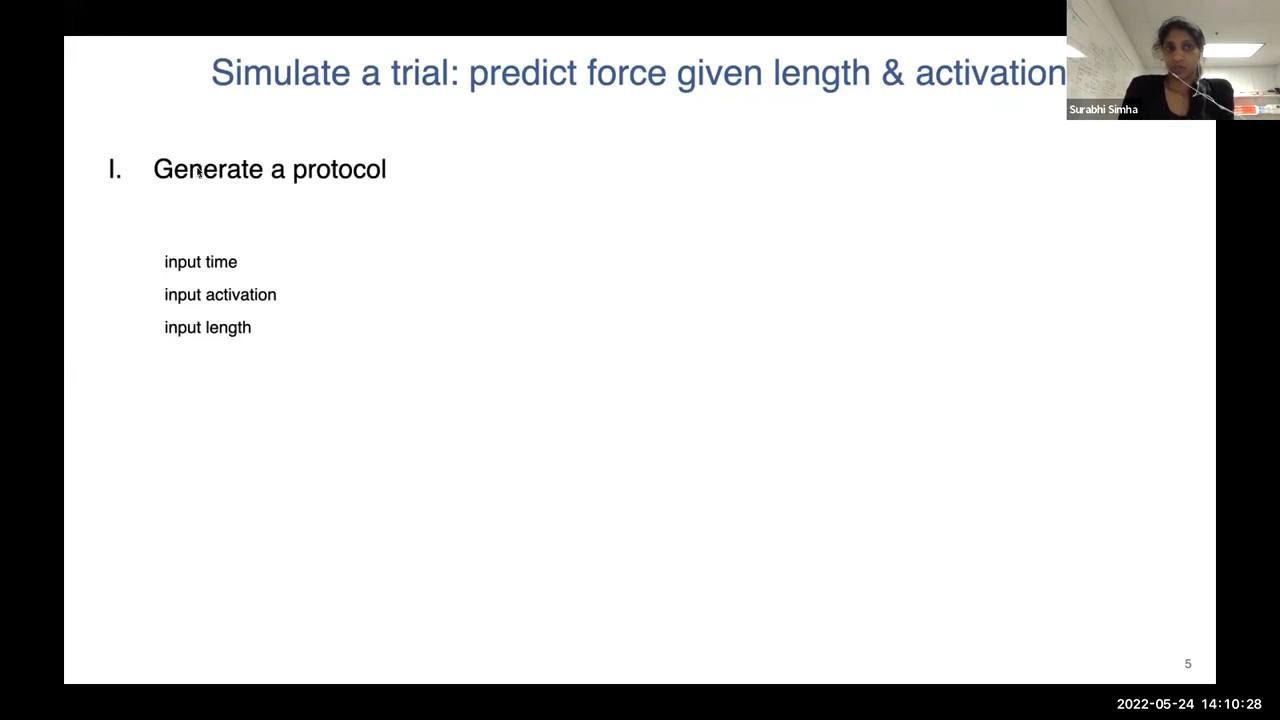 Simulate a trial: predict force given length & activation
Surabhi Simha
I. Generate a protocol
input time
input activation
input length
5
2022-05-24 14:10:28